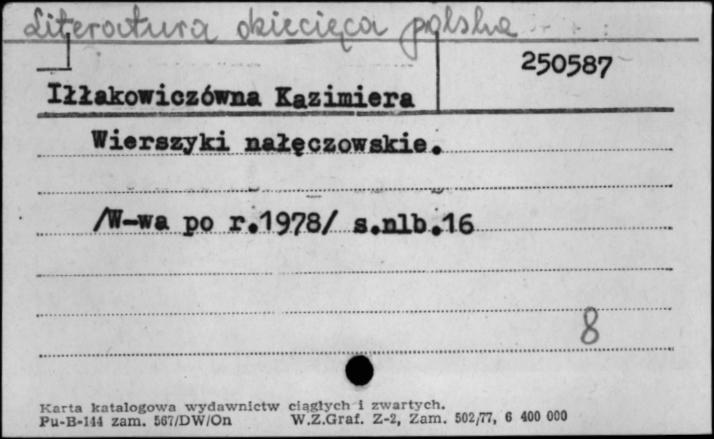 Literatura dziecięca polska
250587
Iłłakowiczówna Kazimiera
Wierszyki nałęczowskie.
/W-wa po r.1978/ s.nlb.16
8
Karta katalogowa wydawnictw ciągłych i zwartych.
Pu-B-144 zam. 567/DW/On W.Z.Graf. Z-2, Zam. 502/77, 6 400 000